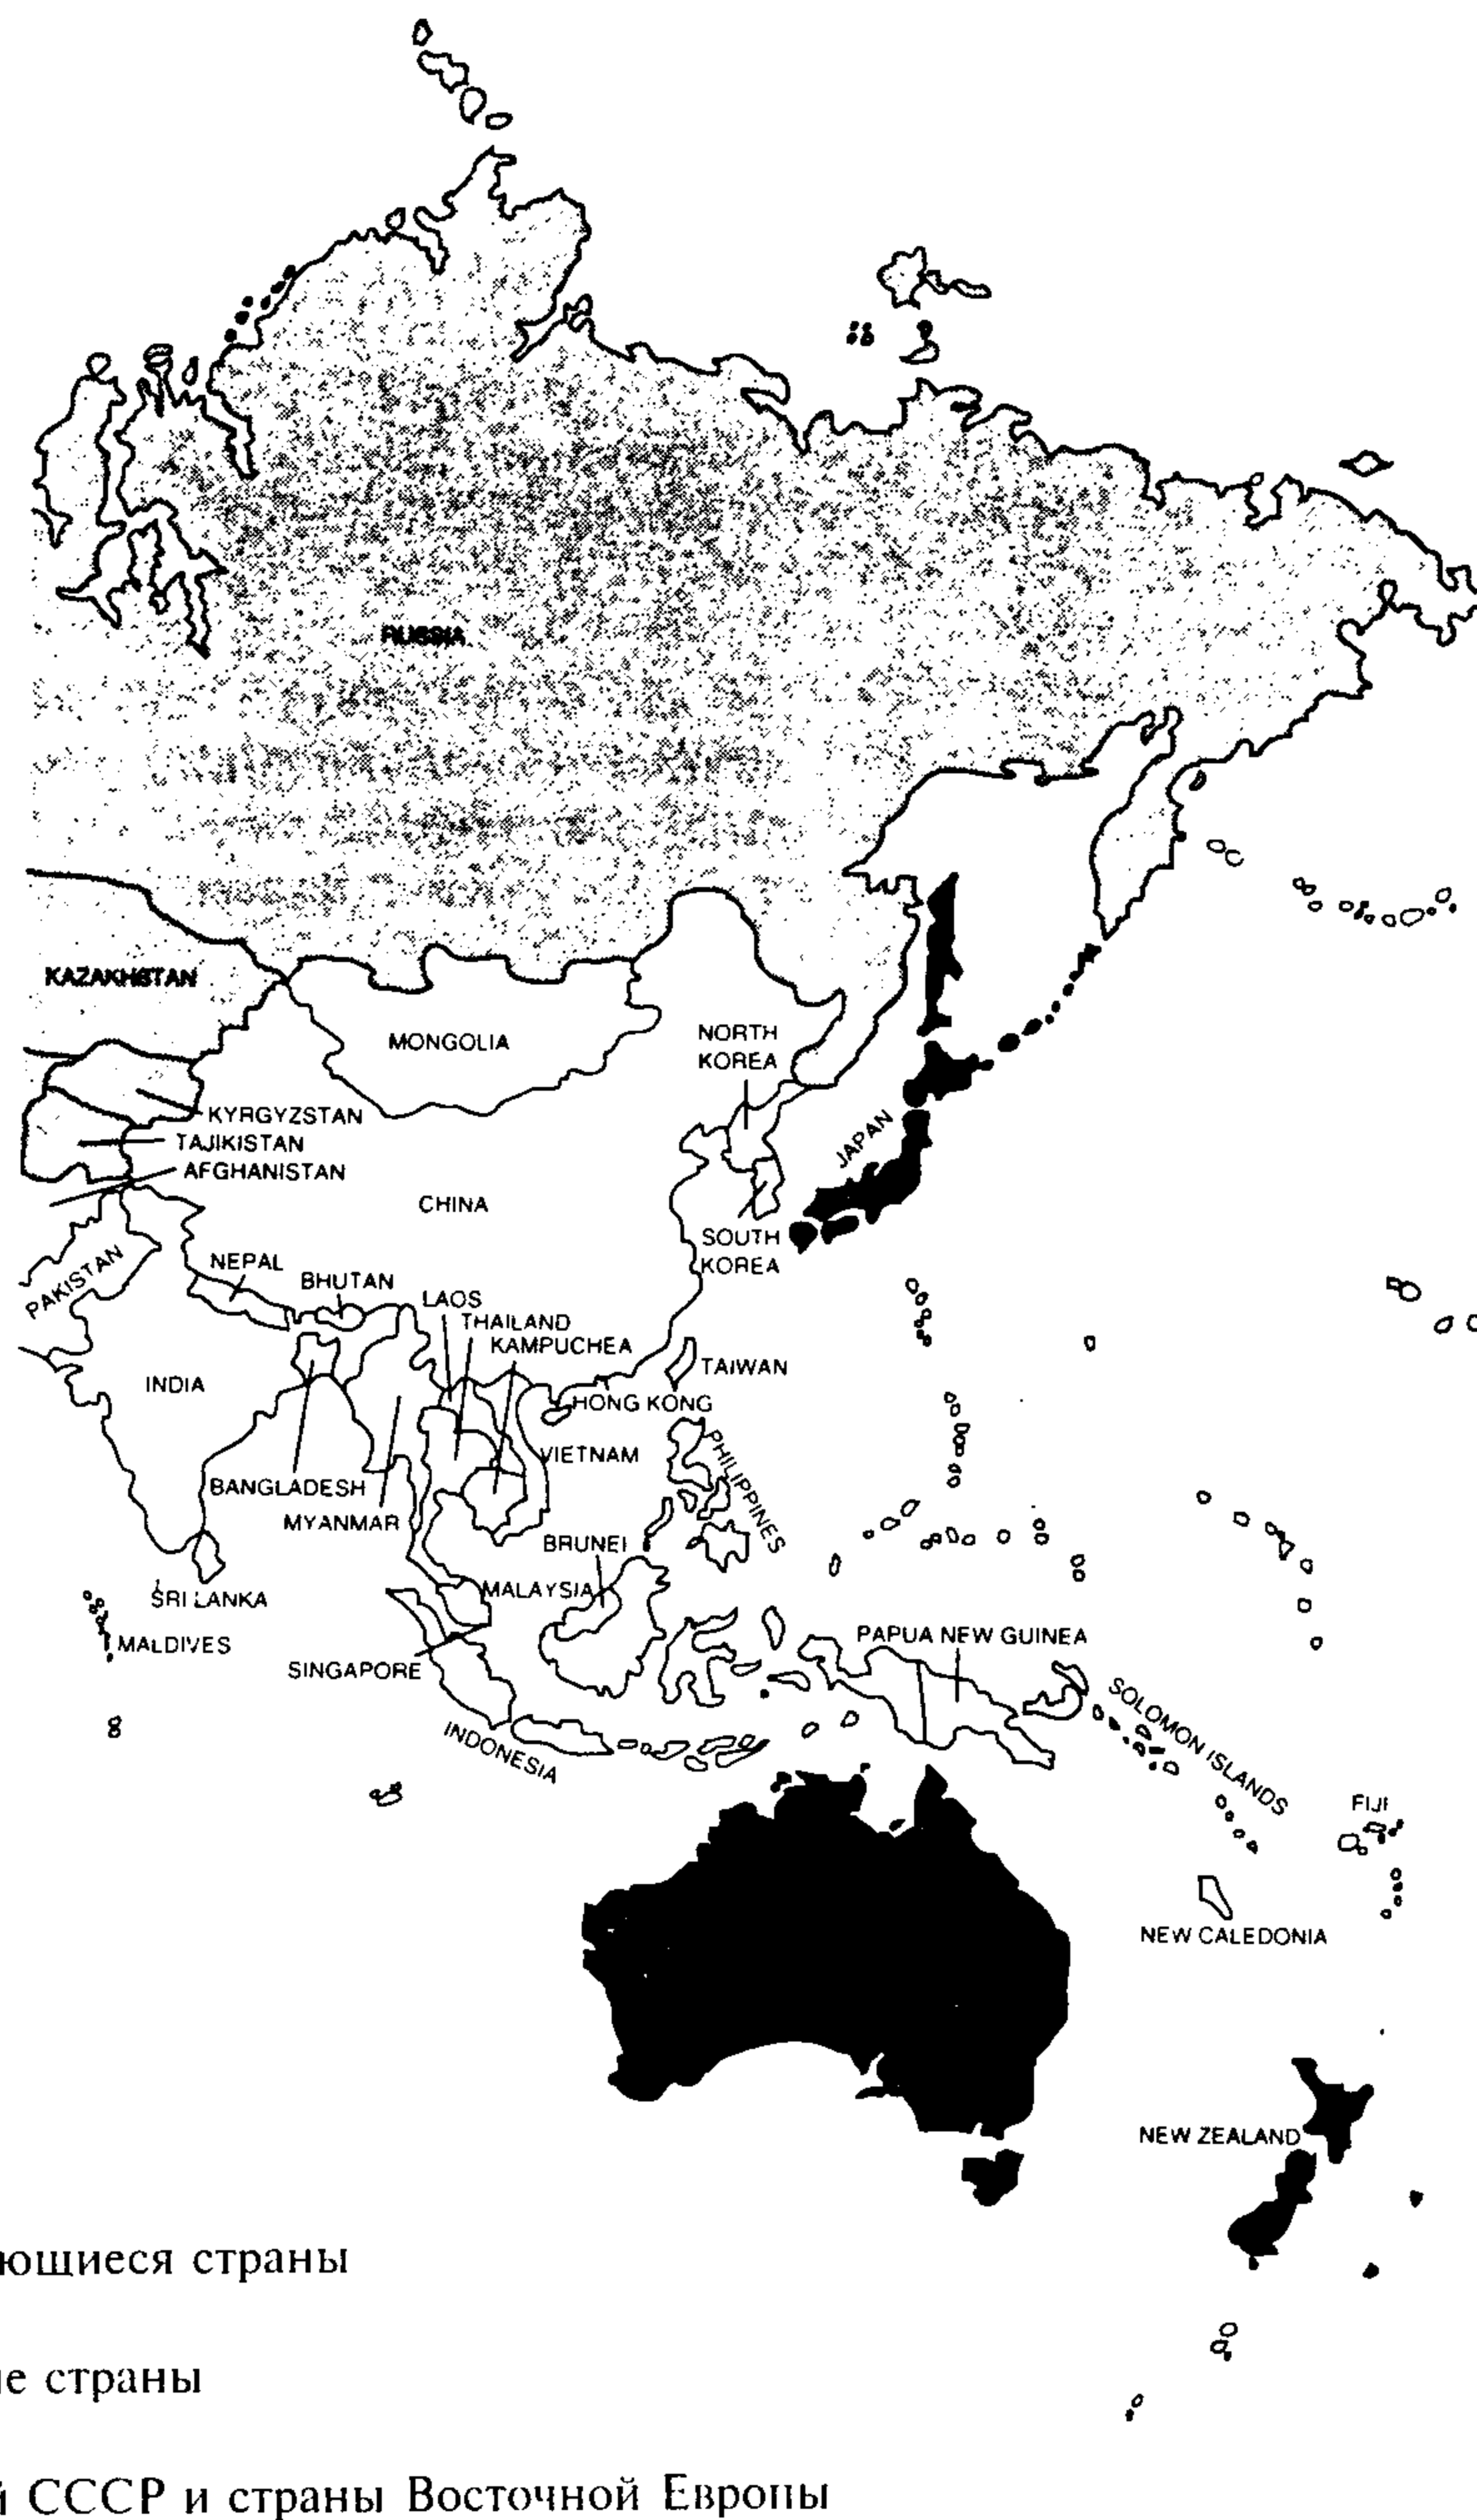 RUSSIA
KAZAKHSTAN
MONGOLIA
NORTH
KOREA
KYRGYZSTAN
TAJIKISTAN
AFGHANISTAN
JAPAN
CHINA
SOUTH
KOREA
PAKISTAN
NEPAL
BHUTAN
LAOS
THAILAND
KAMPUCHEA
TAIWAN
INDIA
HONG KONG
VIETNAM
PHILIPPINES
BANGLADESH
MYANMAR
BRUNEI
MALAYSIA
SRI LANKA
MALDIVES
PAPUA NEW GUINEA
SINGAPORE
SOLOMON ISLANDS
INDONESIA
FIJI
NEW CALEDONIA
NEW ZEALAND
ющиеся страны
ие страны
й СССР и страны Восточной Европы